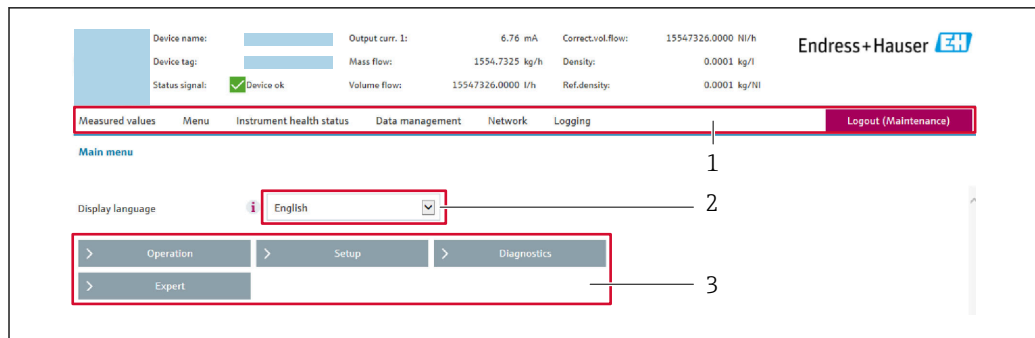 Device name: Output curr. 1: 6.76 mA Correct.vol.flow: 15547326.0000 Nl/h
Endress+Hauser EH
Device tag: Mass flow: 1554.7325 kg/h Density: 0.0001 kg/l
Status signal: Device ok Volume flow: 15547326.0000 l/h Ref.density: 0.0001 kg/Nl
Measured values Menu Instrument health status Data management Network Logging Logout (Maintenance)
1
Main menu
Display language i English 2
Operation Setup Diagnostics
Expert 3